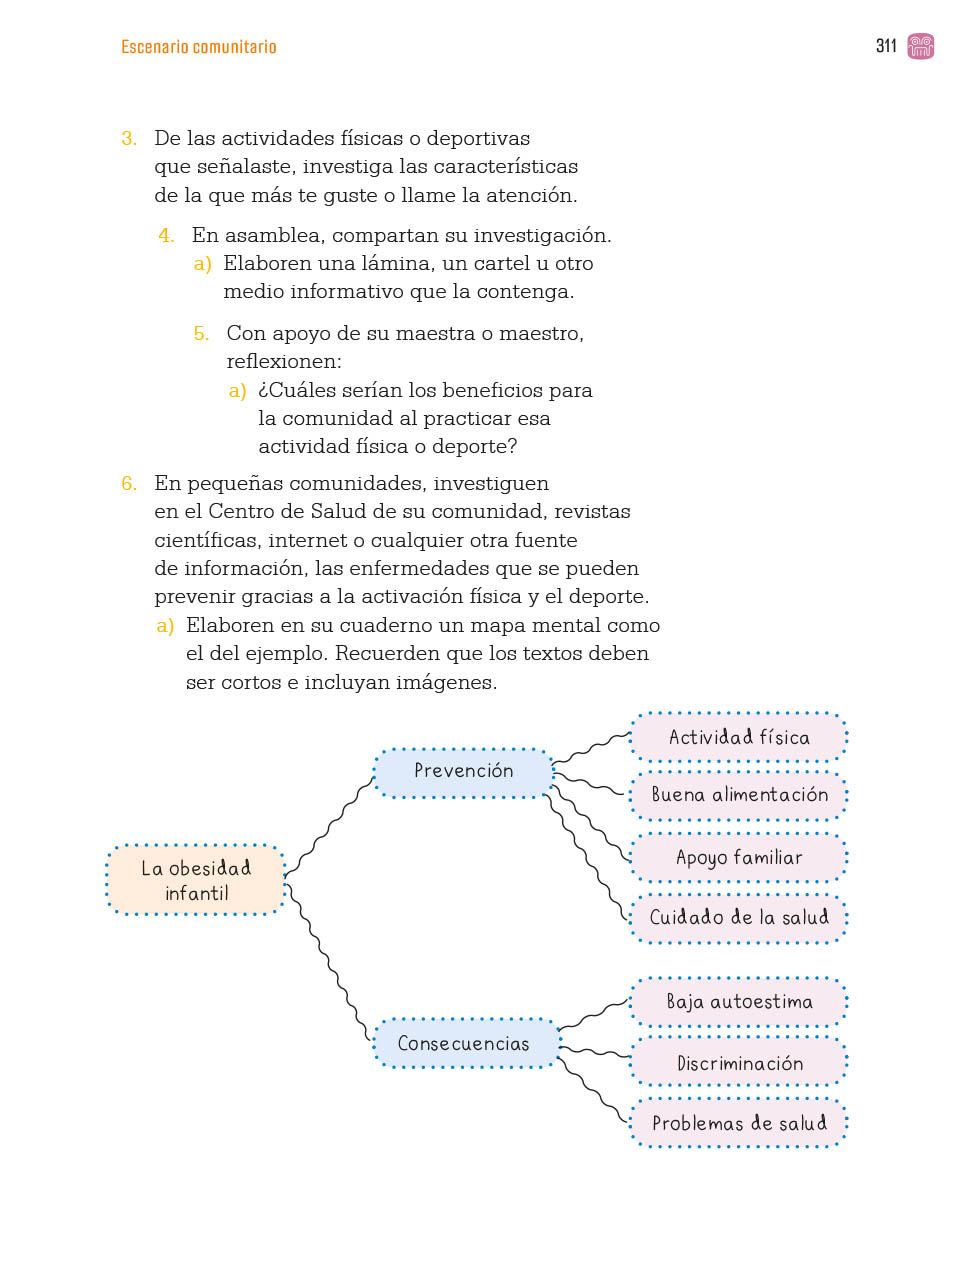 Escenario comunitario
311
3. De las actividades físicas o deportivas
que señalaste, investiga las características
de la que más te guste o llame la atención.
4. En asamblea, compartan su investigación.
a) Elaboren una lámina, un cartel u otro
medio informativo que la contenga.
5. Con apoyo de su maestra o maestro,
reflexionen:
a) ¿Cuáles serían los beneficios para
la comunidad al practicar esa
actividad física o deporte?
6. En pequeñas comunidades, investiguen
en el Centro de Salud de su comunidad, revistas
científicas, internet o cualquier otra fuente
de información, las enfermedades que se pueden
prevenir gracias a la activación física y el deporte.
a) Elaboren en su cuaderno un mapa mental como
el del ejemplo. Recuerden que los textos deben
ser cortos e incluyan imágenes.
La obesidad
infantil
Prevención
Actividad física
Buena alimentación
Apoyo familiar
Cuidado de la salud
Consecuencias
Baja autoestima
Discriminación
Problemas de salud